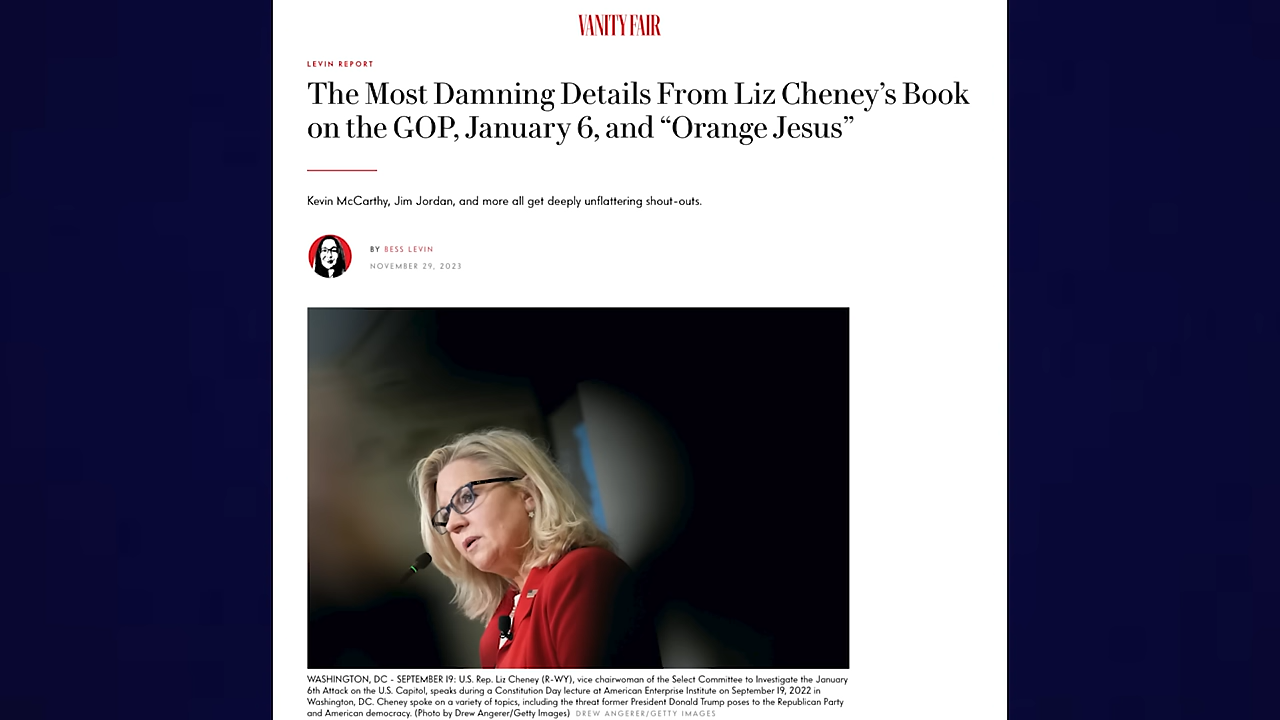 VANITY FAIR
LEVIN REPORT
The Most Damning Details From Liz Cheney’s Book
on the GOP, January 6, and “Orange Jesus”
Kevin McCarthy, Jim Jordan, and more all get deeply unflattering shout-outs.
BY BESS LEVIN
NOVEMBER 29, 2023
WASHINGTON, DC - SEPTEMBER 19: U.S. Rep. Liz Cheney (R-WY), vice chairwoman of the Select Committee to Investigate the January
6th Attack on the U.S. Capitol, speaks during a Constitution Day lecture at American Enterprise Institute on September 19, 2022 in
Washington, DC. Cheney spoke on a variety of topics, including the threat former President Donald Trump poses to the Republican Party
and American democracy. (Photo by Drew Angerer/Getty Images) DREW ANGERER/GETTY IMAGES